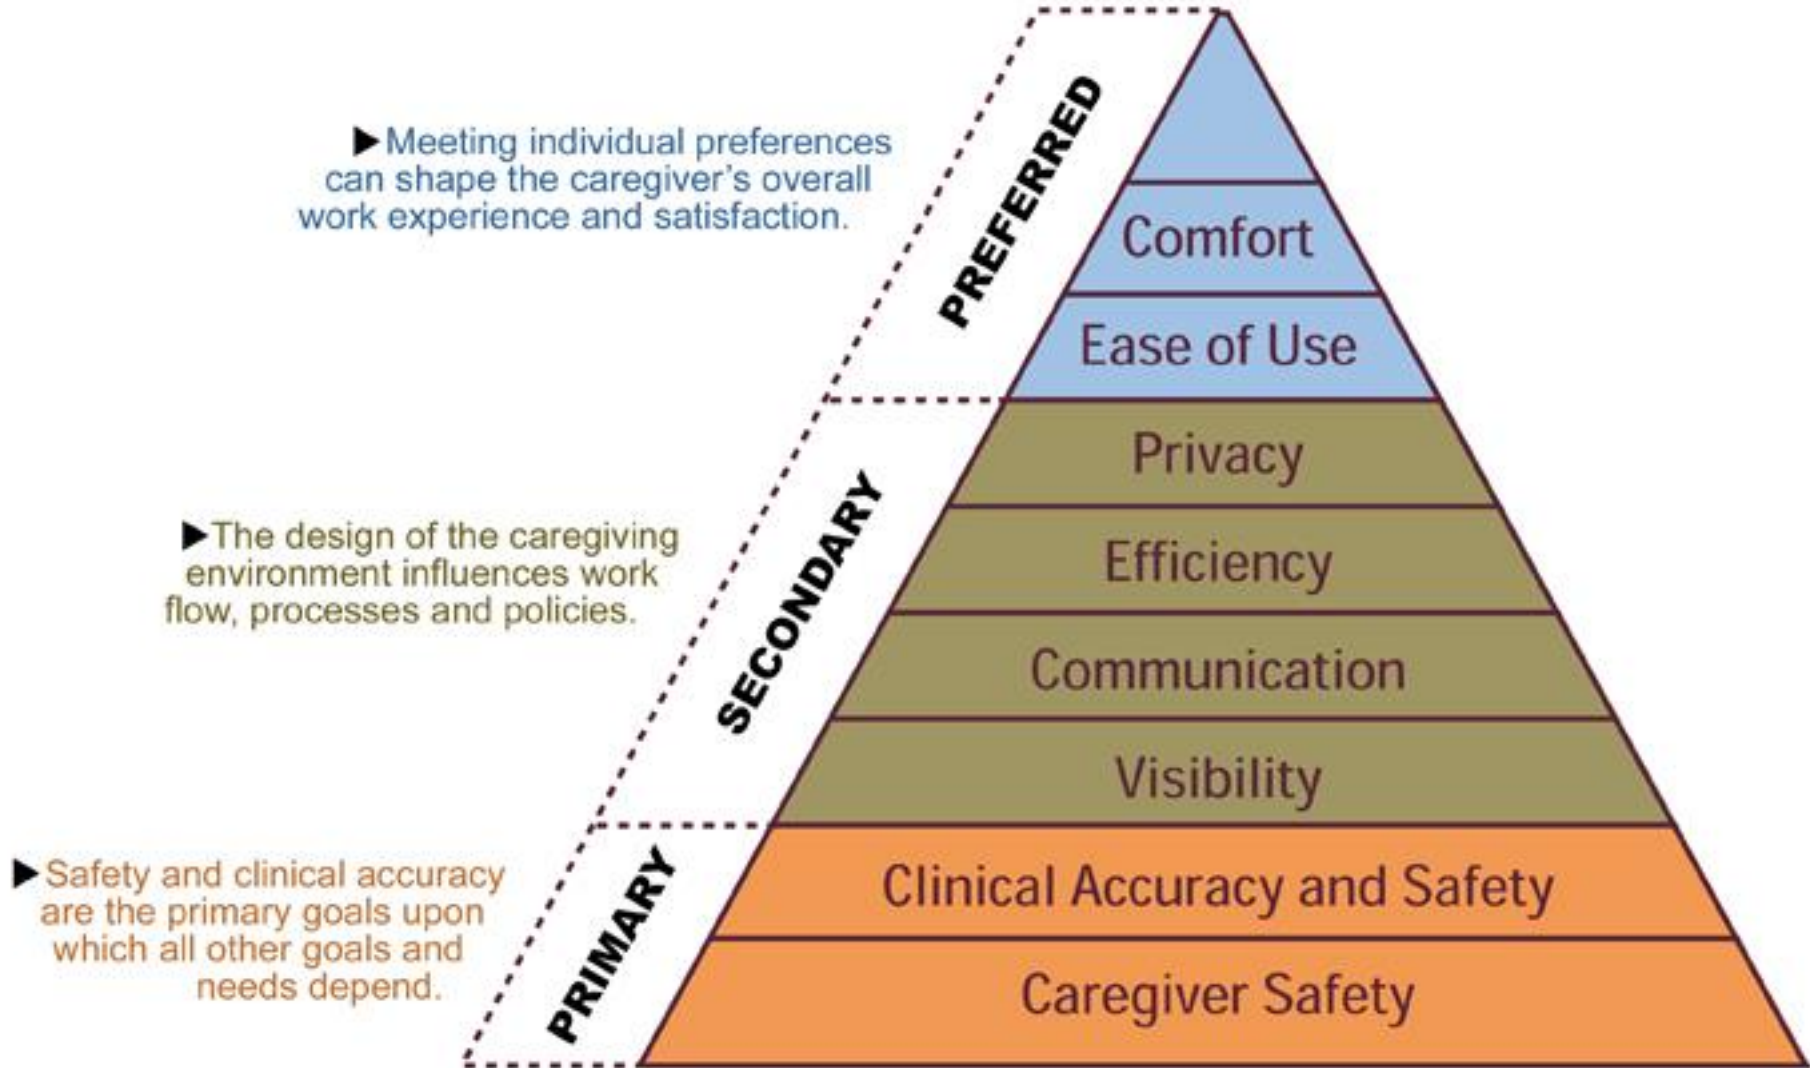 PREFERRED
▶Meeting individual preferences
can shape the caregiver's overall
work experience and satisfaction.
Comfort
Ease of Use
SECONDARY
▶The design of the caregiving
environment influences work
flow, processes and policies.
Privacy
Efficiency
Communication
Visibility
PRIMARY
▶Safety and clinical accuracy
are the primary goals upon
which all other goals and
needs depend.
Clinical Accuracy and Safety
Caregiver Safety